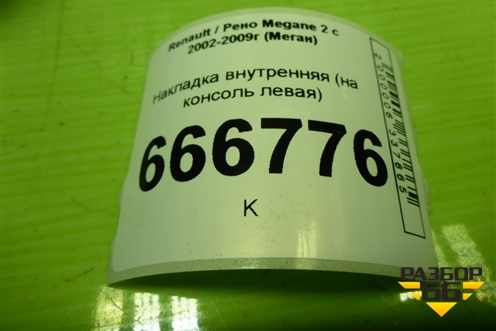 Renault / Рено Megane 2 с
2002-2009г (Меган)
Накладка внутренняя (на
консоль левая)
666776
К
РАЗБОР
66